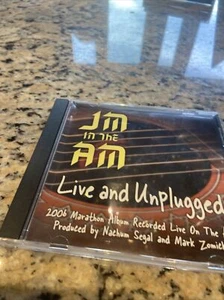 JM
IN THE
AM
Live and Unplugged
2006 Marathon Album Recorded Live On The
Produced by Nachum Segal and Mark